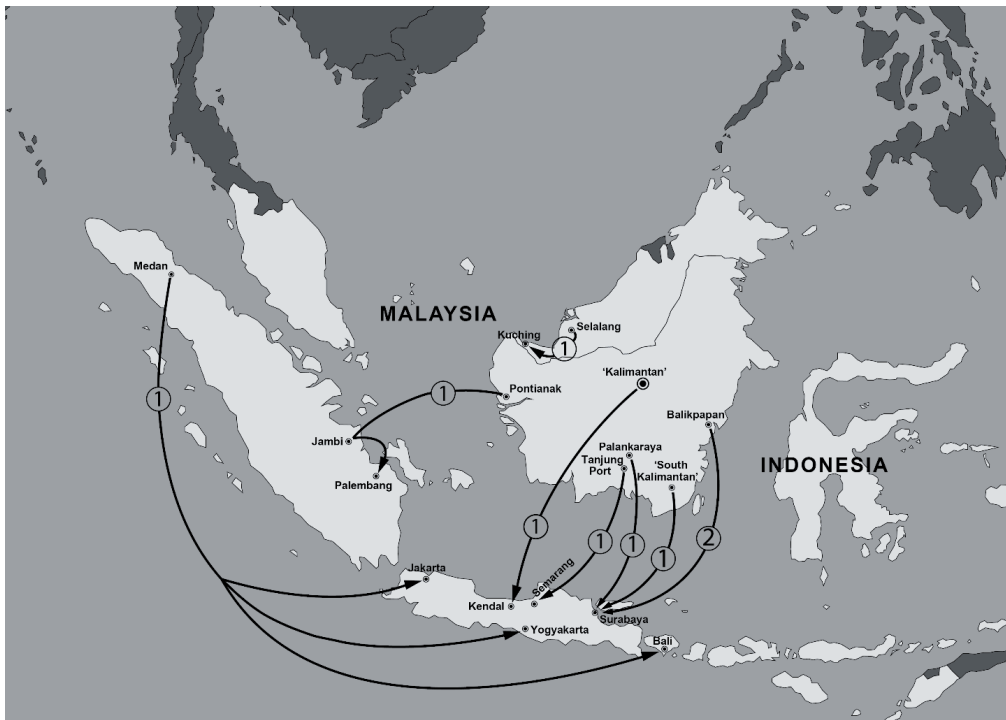 Medan
MALAYSIA
Selalang
Kuching
1
1
1
'Kalimantan'
Pontianak
Balikpapan
Jambi
Palankaraya
Tanjung
Port
'South
Kalimantan'
INDONESIA
Palembang
1
1
1
1
2
Jakarta
Semarang
Kendal
Surabaya
Yogyakarta
Bali